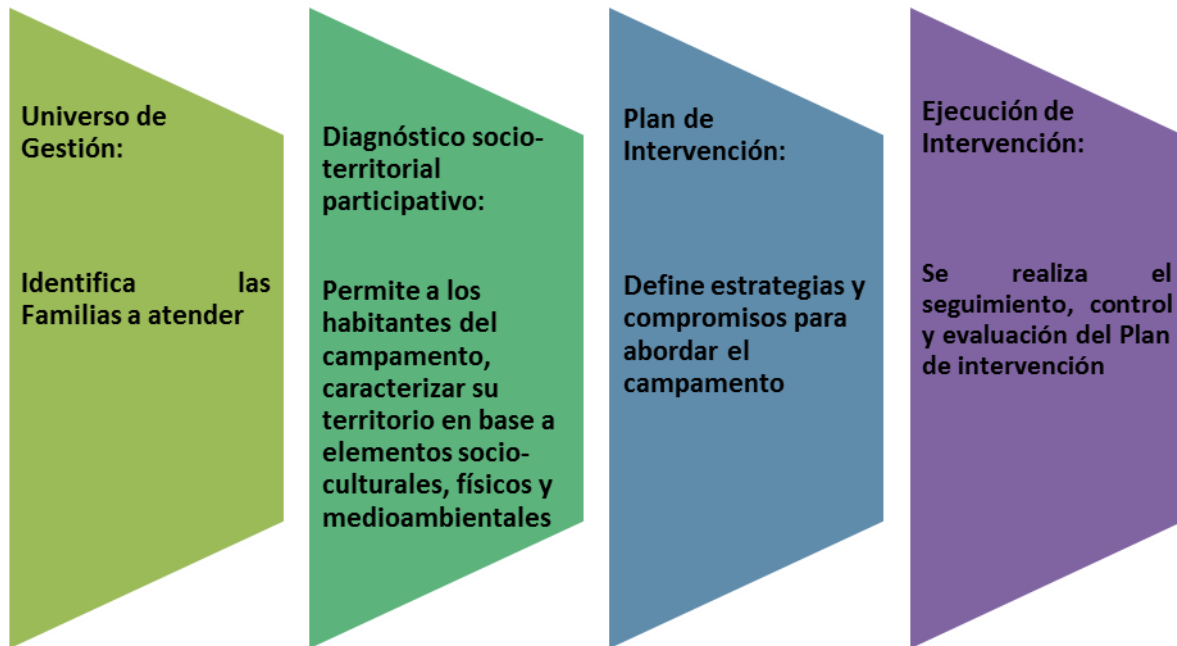 Universo de
Gestión:
Identifica las
Familias a atender
Diagnóstico socio-
territorial
participativo:
Permite a los
habitantes del
campamento,
caracterizar su
territorio en base a
elementos socio-
culturales, físicos y
medioambientales
Plan de
Intervención:
Define estrategias y
compromisos para
abordar el
campamento
Ejecución de
Intervención:
Se realiza el
seguimiento, control
y evaluación del Plan
de intervención